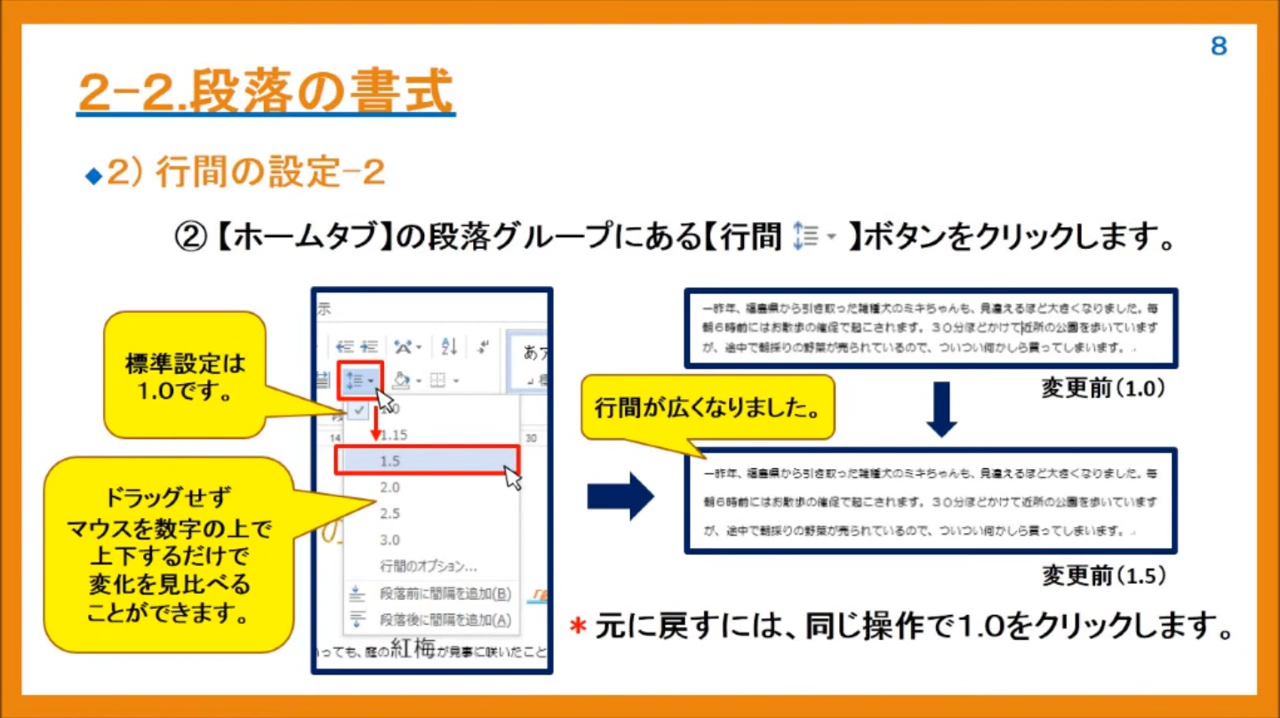 8
2-2.段落の書式
2) 行間の設定-2
② 【ホームタブ】の段落グループにある【行間 】ボタンをクリックします。
標準設定は
1.0です。
ドラッグせず
マウスを数字の上で
上下するだけで
変化を見比べる
ことができます。
示
あア
14
30
1.15
1.5
2.0
2.5
3.0
行間のオプション...
段落前に間隔を追加(B)
段落後に間隔を追加(A)
紅梅
いっても、庭の
が見事に咲いたこと
一昨年、福島県から引き取った雑種犬のミキちゃんも、見違えるほど大きくなりました。毎
朝6時前にはお散歩の催促で起こされます。30分ほどかけて近所の公園を歩いています
が、途中で朝採りの野菜が売られているので、ついつい何かしら買ってしまいます。
変更前(1.0)
行間が広くなりました。
一昨年、福島県から引き取った雑種犬のミキちゃんも、見違えるほど大きくなりました。毎
朝6時前にはお散歩の催促で起こされます。30分ほどかけて近所の公園を歩いています
が、途中で朝採りの野菜が売られているので、ついつい何かしら買ってしまいます。
変更前(1.5)
* 元に戻すには、同じ操作で1.0をクリックします。